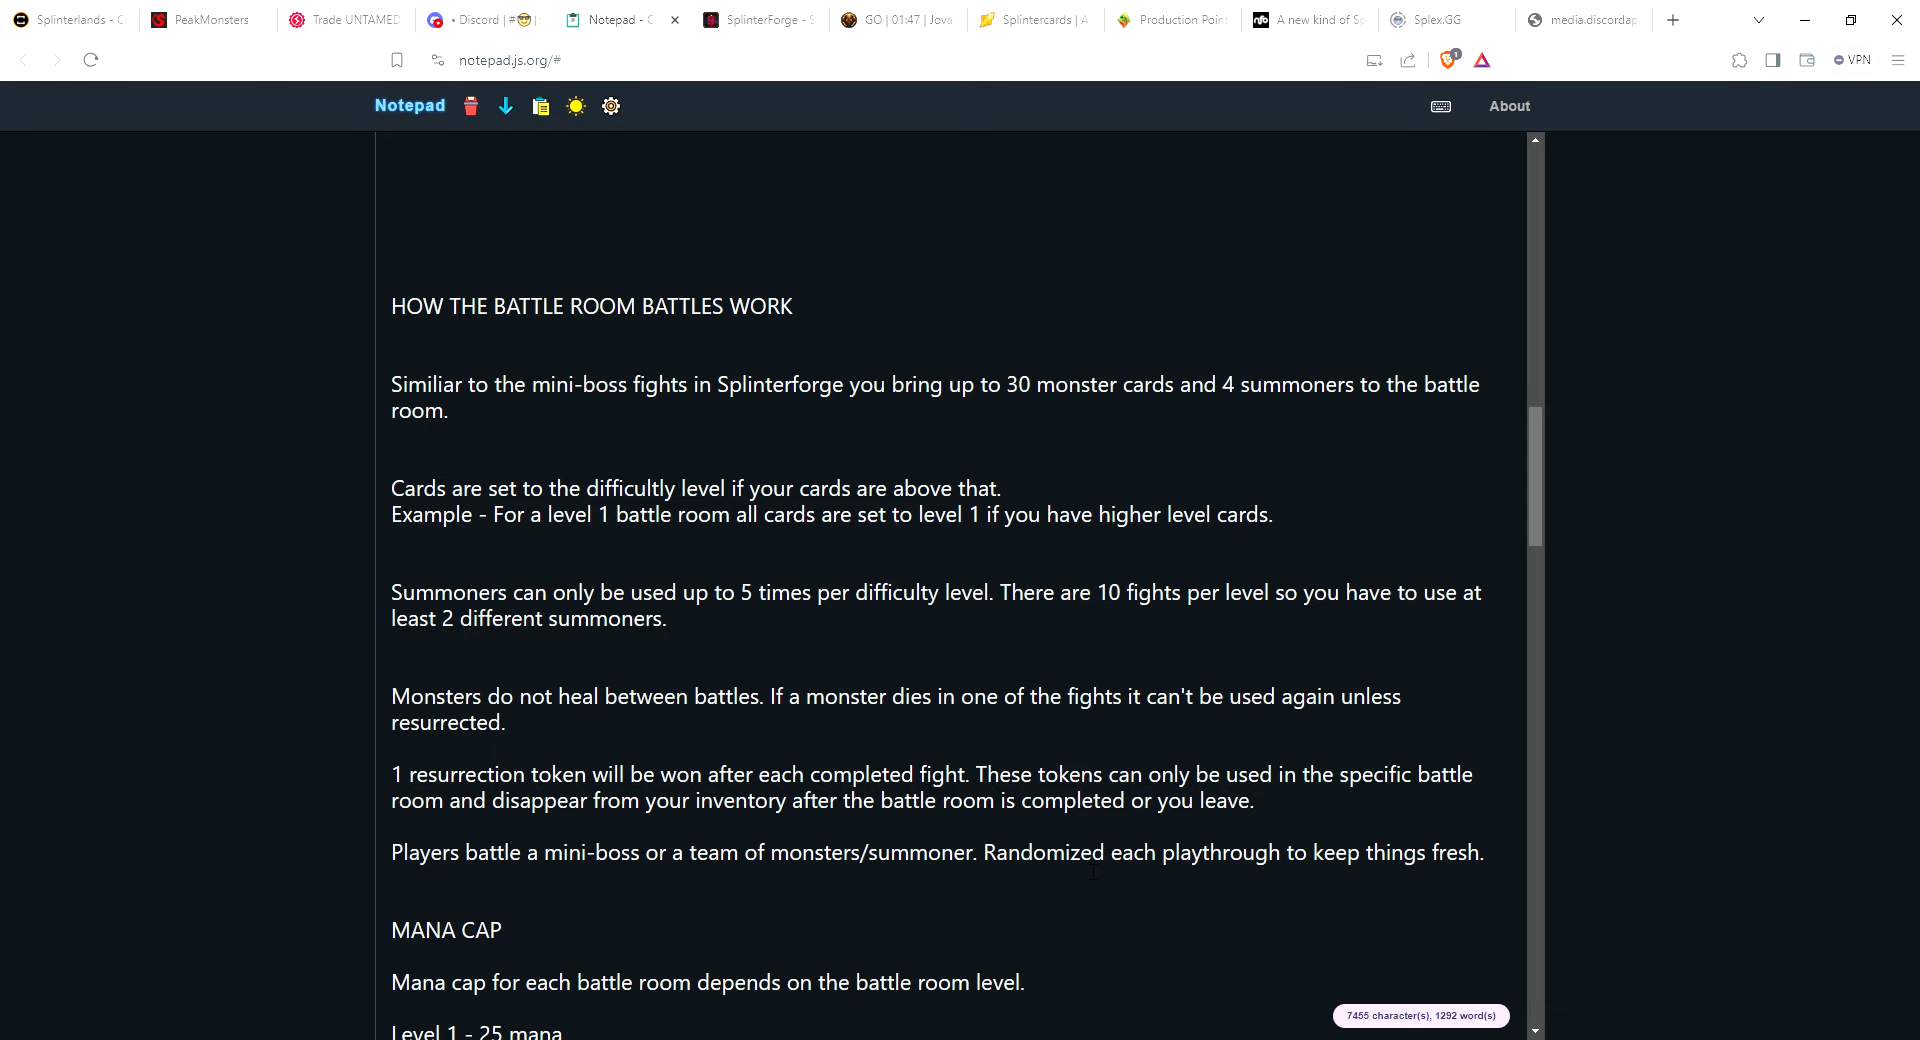 Splinterlands - C
PeakMonsters
Trade UNTAMED
• Discord | #😎|
Notepad - C
SplinterForge - S
GO | 01:47 | Jova
Splintercards | A
Production Point
A new kind of Sp
Splex.GG
media.discordap
notepad.js.org/#
1
VPN
Notepad
About
HOW THE BATTLE ROOM BATTLES WORK
Similiar to the mini-boss fights in Splinterforge you bring up to 30 monster cards and 4 summoners to the battle
room.
Cards are set to the difficultly level if your cards are above that.
Example - For a level 1 battle room all cards are set to level 1 if you have higher level cards.
Summoners can only be used up to 5 times per difficulty level. There are 10 fights per level so you have to use at
least 2 different summoners.
Monsters do not heal between battles. If a monster dies in one of the fights it can't be used again unless
resurrected.
1 resurrection token will be won after each completed fight. These tokens can only be used in the specific battle
room and disappear from your inventory after the battle room is completed or you leave.
Players battle a mini-boss or a team of monsters/summoner. Randomized each playthrough to keep things fresh.
MANA CAP
Mana cap for each battle room depends on the battle room level.
Level 1 - 25 mana
7455 character(s), 1292 word(s)